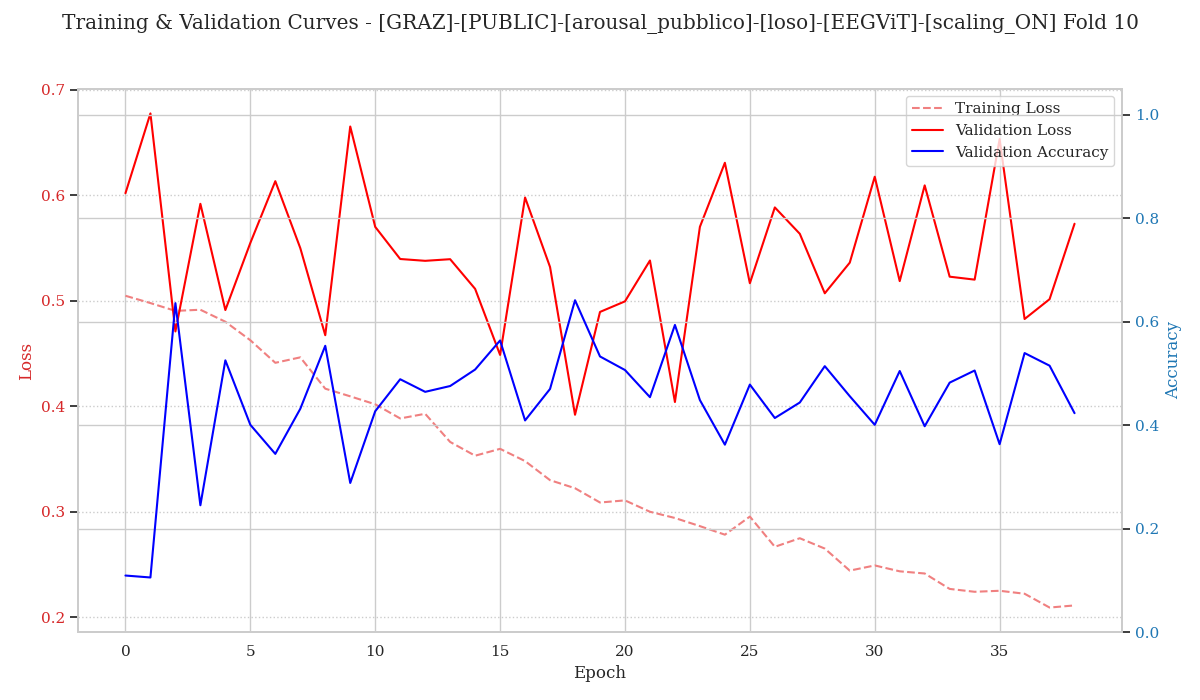 Training & Validation Curves - [GRAZ]-[PUBLIC]-[arousal_pubblico]-[loso]-[EEGViT]-[scaling_ON] Fold 10
Training Loss
Validation Loss
Validation Accuracy
0.7
0.6
0.5
0.4
0.3
0.2
Loss
1.0
0.8
0.6
0.4
0.2
0.0
Accuracy
0 5 10 15 20 25 30 35
Epoch